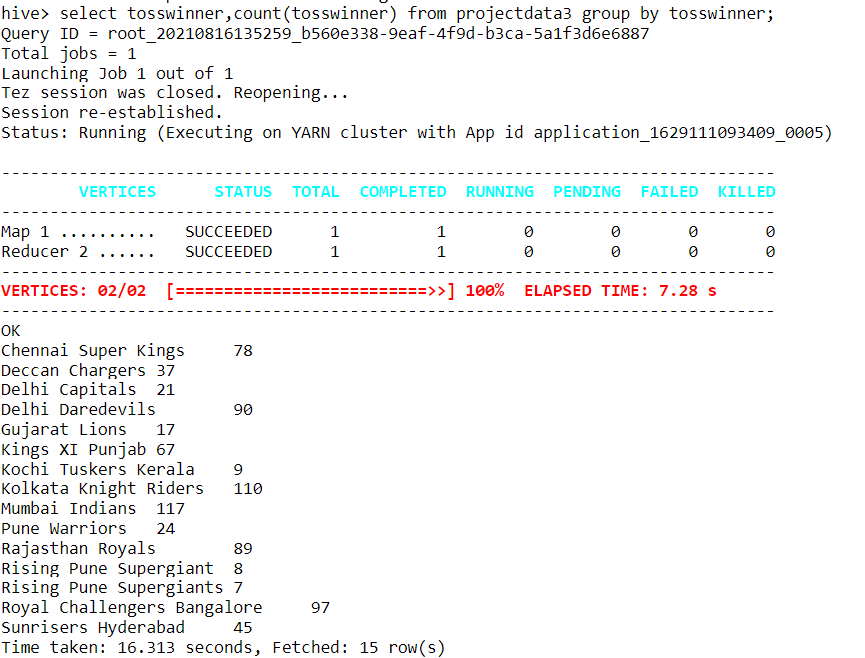 hive> select tosswinner,count(tosswinner) from projectdata3 group by tosswinner;
Query ID = root_20210816135259_b560e338-9eaf-4f9d-b3ca-5a1f3d6e6887
Total jobs = 1
Launching Job 1 out of 1
Tez session was closed. Reopening...
Session re-established.
Status: Running (Executing on YARN cluster with App id application_1629111093409_0005)
--------------------------------------------------------------------------------
        VERTICES      STATUS  TOTAL  COMPLETED  RUNNING  PENDING  FAILED  KILLED
--------------------------------------------------------------------------------
Map 1 ..........   SUCCEEDED      1          1        0        0       0       0
Reducer 2 ......   SUCCEEDED      1          1        0        0       0       0
--------------------------------------------------------------------------------
VERTICES: 02/02  [==========================>>] 100%  ELAPSED TIME: 7.28 s
--------------------------------------------------------------------------------
OK
Chennai Super Kings     78
Deccan Chargers 37
Delhi Capitals  21
Delhi Daredevils        90
Gujarat Lions   17
Kings XI Punjab 67
Kochi Tuskers Kerala    9
Kolkata Knight Riders   110
Mumbai Indians  117
Pune Warriors   24
Rajasthan Royals        89
Rising Pune Supergiant  8
Rising Pune Supergiants 7
Royal Challengers Bangalore     97
Sunrisers Hyderabad     45
Time taken: 16.313 seconds, Fetched: 15 row(s)